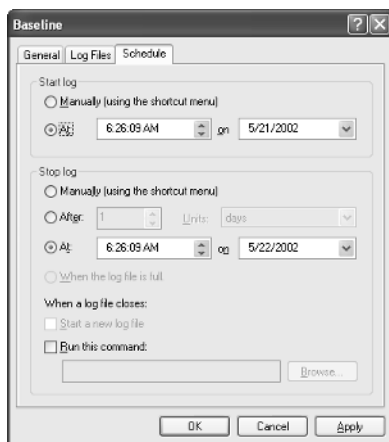 Baseline
General Log Files Schedule
Start log
Manually (using the shortcut menu)
At: 6:26:09 AM on 5/21/2002
Stop log
Manually (using the shortcut menu)
After: 1 Units: days
At: 6:26:09 AM on 5/22/2002
When the log file is full.
When a log file closes:
Start a new log file
Run this command:
Browse...
OK Cancel Apply